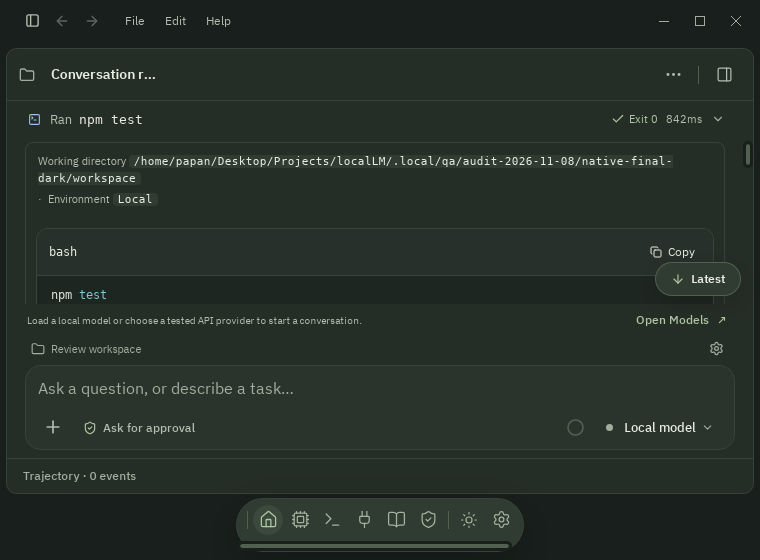 File Edit Help
Conversation r...
Ran npm test Exit 0 842ms
Working directory /home/papan/Desktop/Projects/localLM/.local/qa/audit-2026-11-08/native-final-
dark/workspace
· Environment Local
bash Copy
Latest
npm test
Load a local model or choose a tested API provider to start a conversation. Open Models ↗
Review workspace
Ask a question, or describe a task...
Ask for approval Local model
Trajectory · 0 events